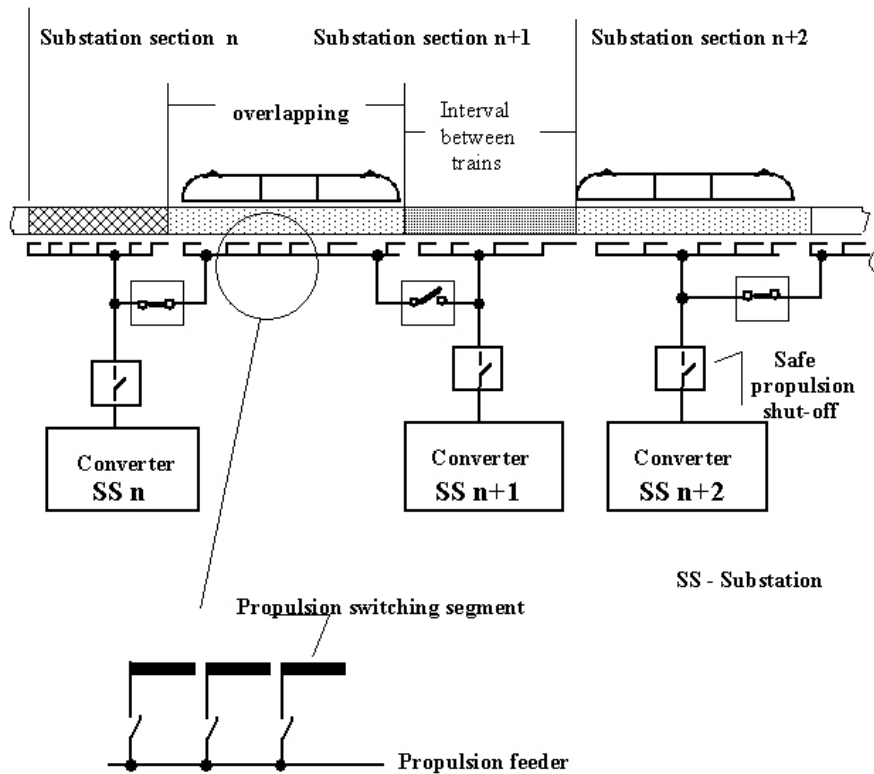 Substation section n
Substation section n+1
Substation section n+2
overlapping
Interval
between
trains
Safe
propulsion
shut-off
Converter
SS n
Converter
SS n+1
Converter
SS n+2
SS - Substation
Propulsion switching segment
Propulsion feeder